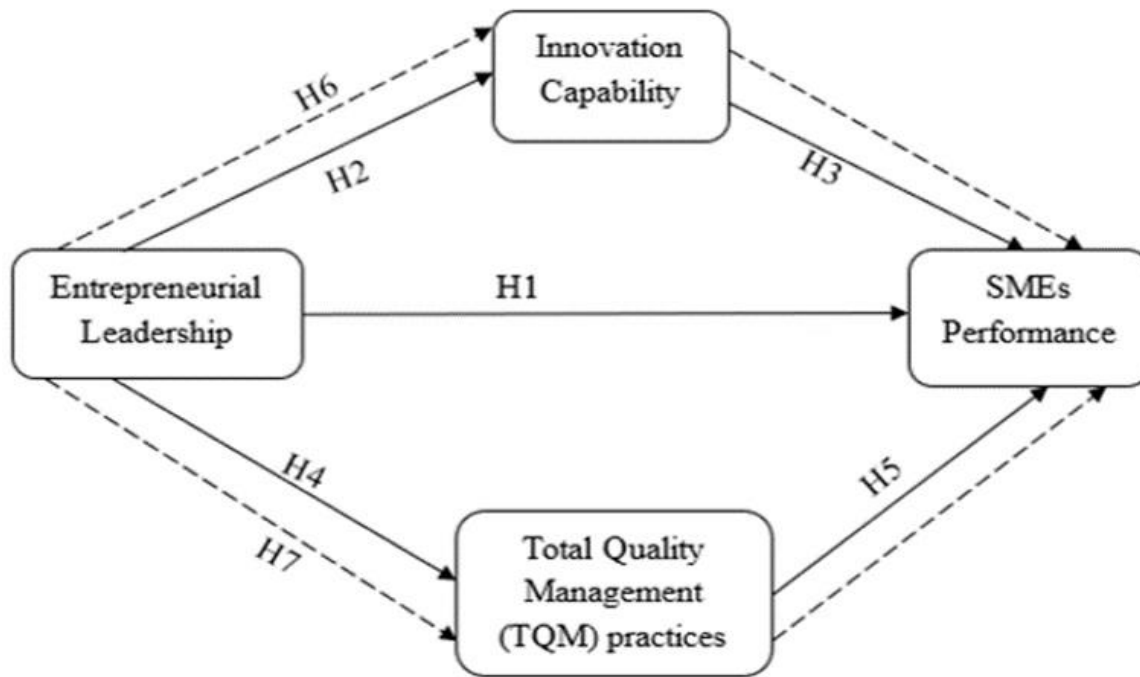 Innovation
Capability
H6
H2
H3
Entrepreneurial
Leadership
H1
SMEs
Performance
H4
H5
H7
Total Quality
Management
(TQM) practices